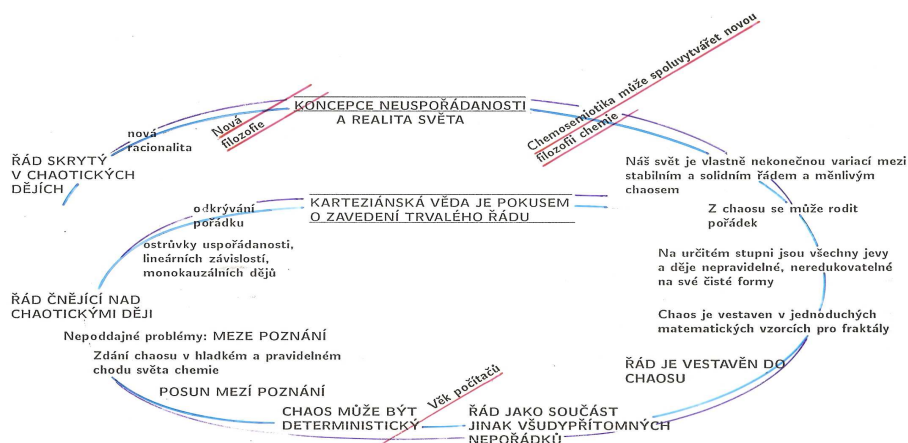 KONCEPCE NEUSPOŘÁDANOSTI
A REALITA SVĚTA
Nová
filozofie
Chemosemiotika může spoluvytvářet novou
filozofii chemie
nová
racionalita
ŘÁD SKRYTÝ
V CHAOTICKÝCH
DĚJÍCH
Náš svět je vlastně nekonečnou variací mezi
stabilním a solidním řádem a měnlivým
chaosem
KARTEZIÁNSKÁ VĚDA JE POKUSEM
O ZAVEDENÍ TRVALÉHO ŘÁDU
odkrývání
pořádku
Z chaosu se může rodit
pořádek
ostrůvky uspořádanosti,
lineárních závislostí,
monokauzálních dějů
Na určitém stupni jsou všechny jevy
a děje nepravidelné, neredukovatelné
na své čisté formy
ŘÁD ČNĚJÍCÍ NAD
CHAOTICKÝMI DĚJI
Chaos je vestaven v jednoduchých
matematických vzorcích pro fraktály
Nepoddajné problémy: MEZE POZNÁNÍ
Zdání chaosu v hladkém a pravidelném
chodu světa chemie
ŘÁD JE VESTAVĚN DO
CHAOSU
POSUN MEZÍ POZNÁNÍ
Věk počítačů
CHAOS MŮŽE BÝT
DETERMINISTICKÝ
ŘÁD JAKO SOUČÁST
JINAK VŠUDYPŘÍTOMNÝCH
NEPOŘÁDKŮ